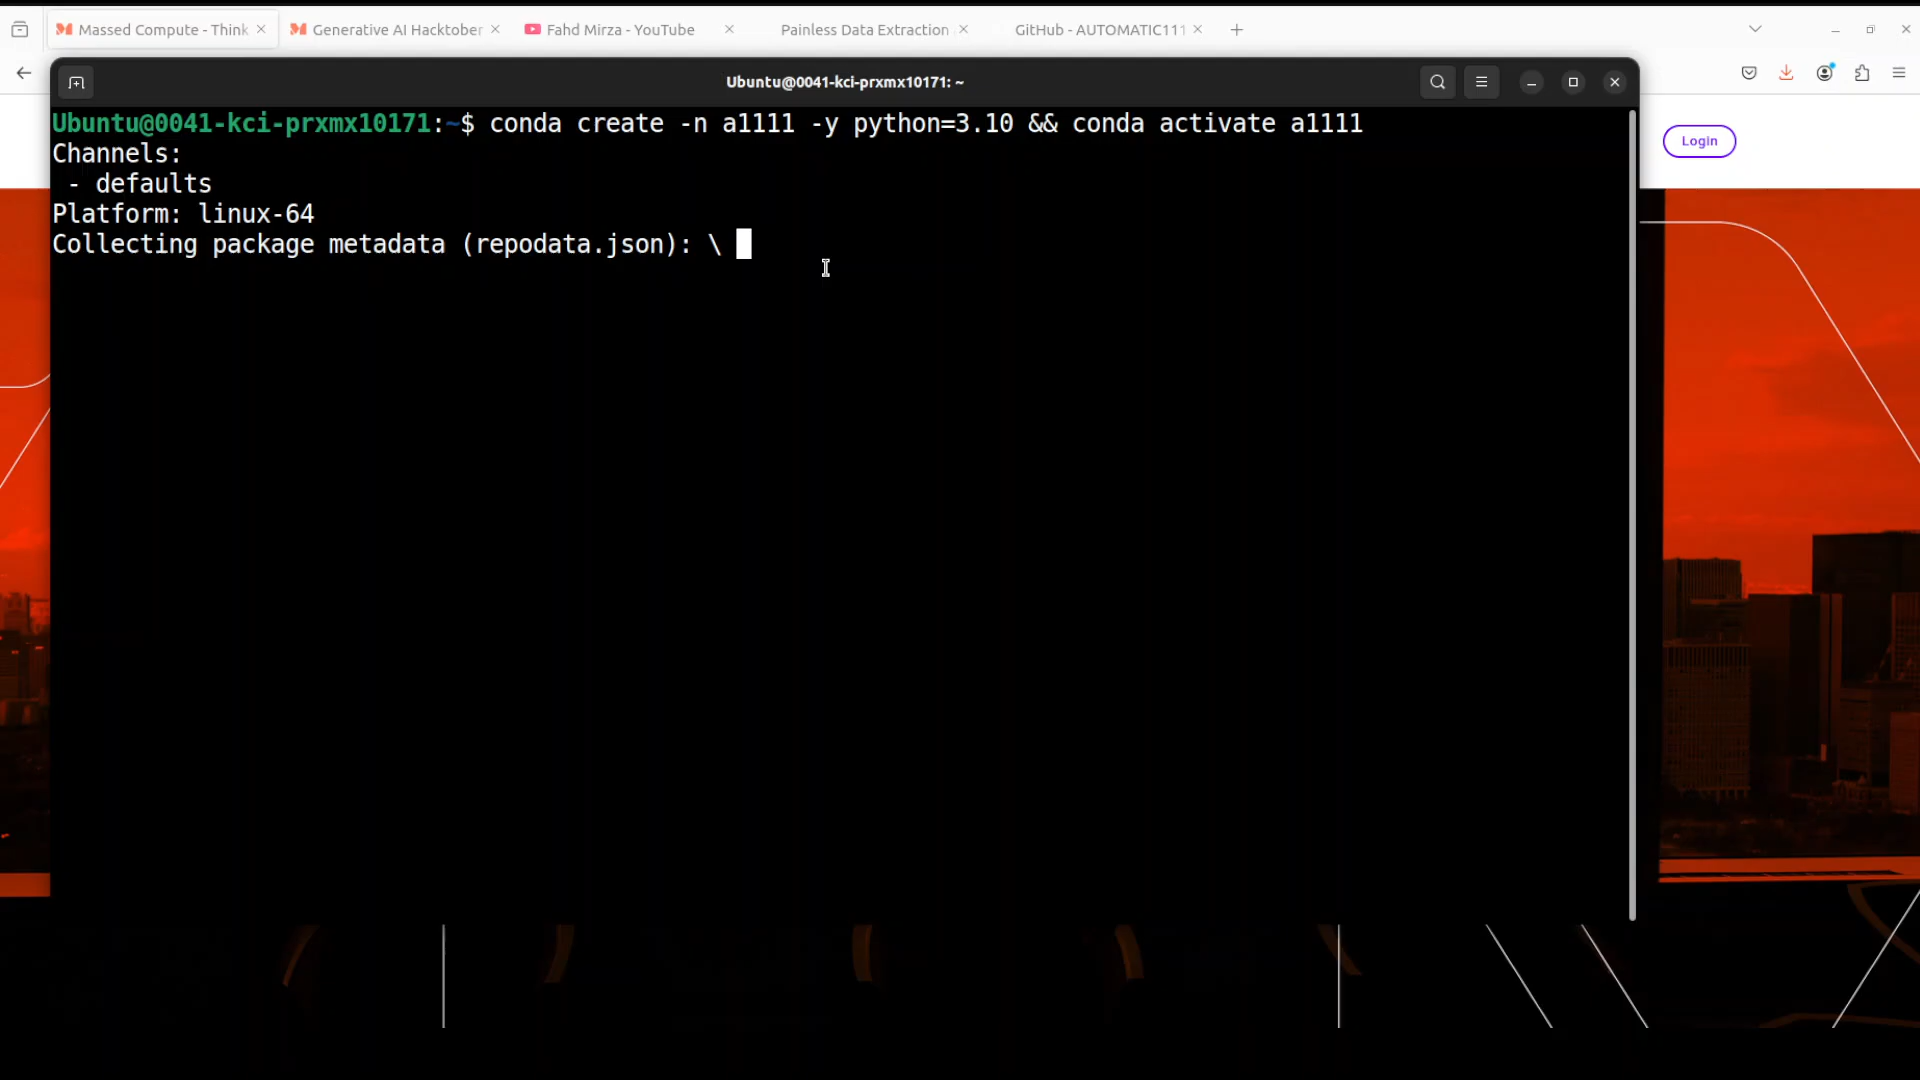 Massed Compute - Think
Generative AI Hacktober
Fahd Mirza - YouTube
Painless Data Extraction
GitHub - AUTOMATIC111
Ubuntu@0041-kci-prxmx10171: ~
Ubuntu@0041-kci-prxmx10171:~$ conda create -n a1111 -y python=3.10 && conda activate a1111
Channels:
- defaults
Platform: linux-64
Collecting package metadata (repodata.json): \
Login